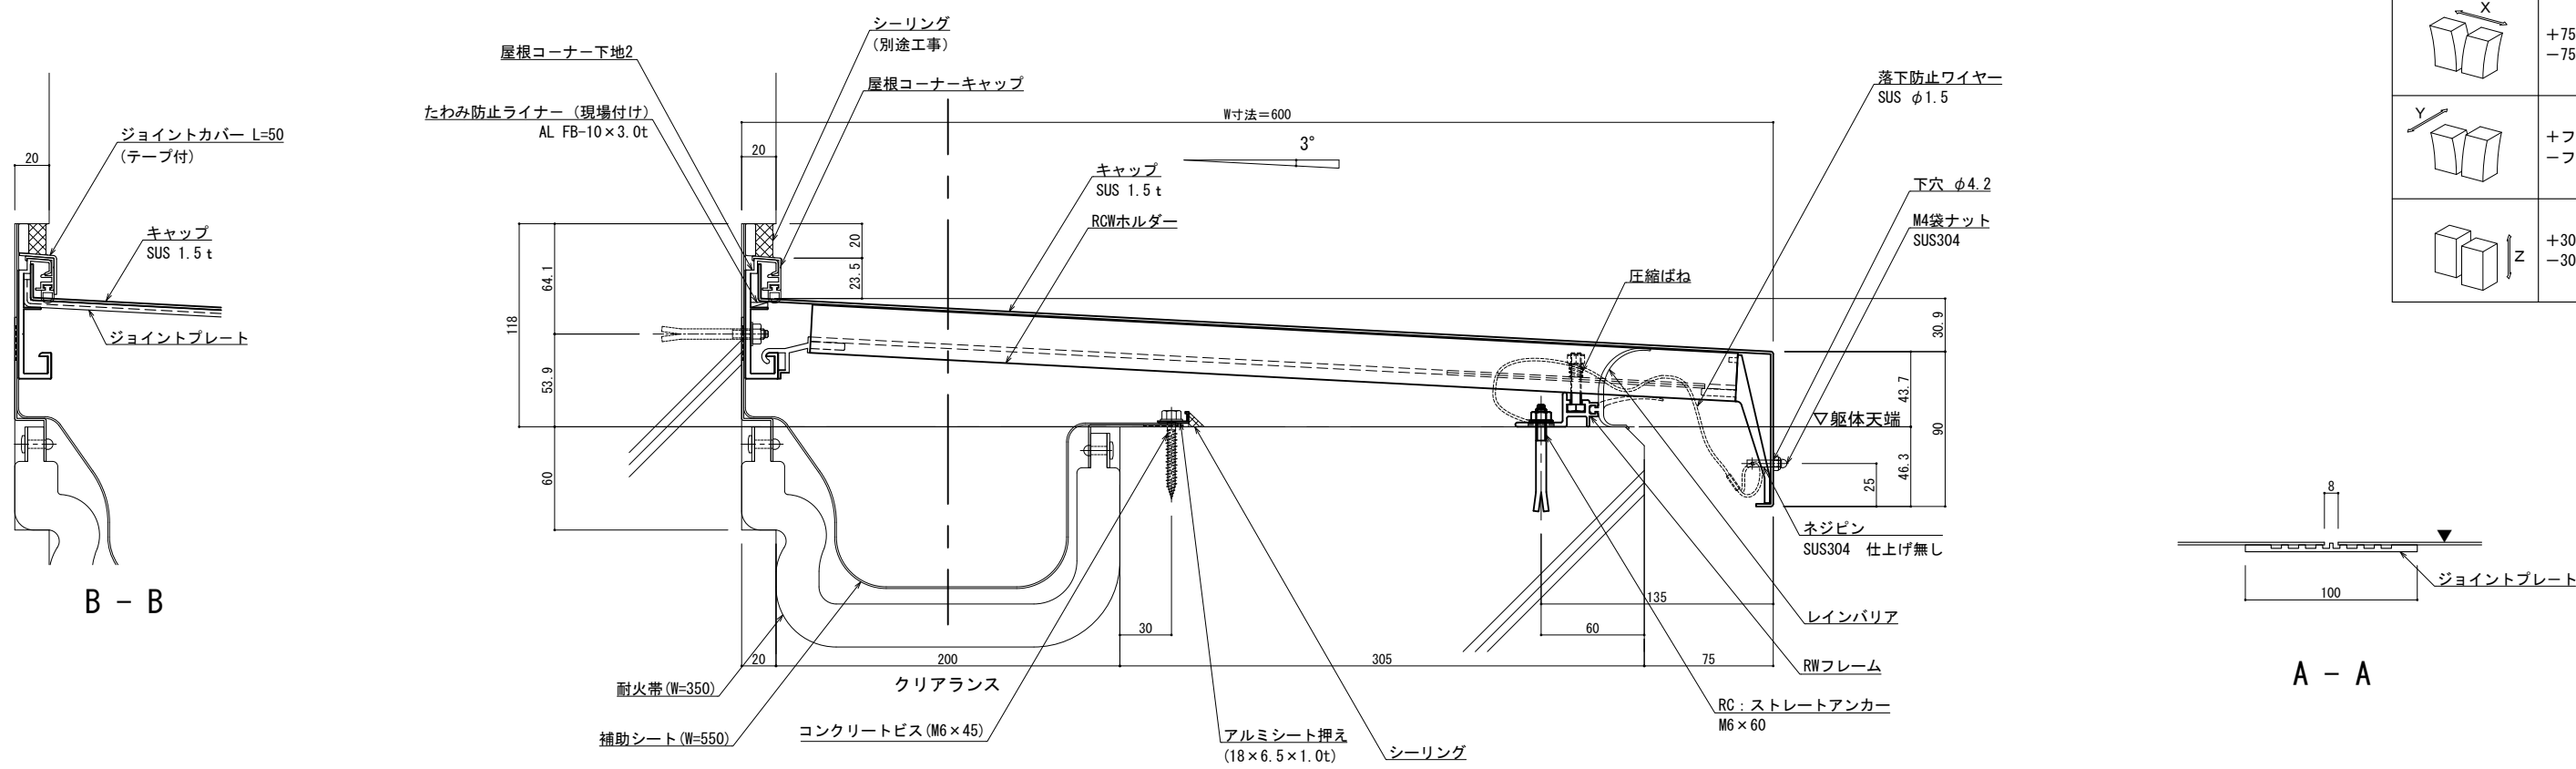 20
ジョイントカバー L=50
(テープ付)
キャップ
SUS 1.5t
ジョイントプレート
B - B
シーリング
(別途工事)
屋根コーナー下地2
屋根コーナーキャップ
たわみ防止ライナー (現場付け)
AL FB-10×3.0t
W寸法=600
20
3°
キャップ
SUS 1.5t
RCWホルダー
落下防止ワイヤー
SUS φ1.5
下穴 φ4.2
M4袋ナット
SUS304
圧縮ばね
118
64.1
53.9
60
20
23.5
30.9
43.7
90
46.3
25
▽躯体天端
ネジピン
SUS304 仕上げ無し
135
60
レインバリア
30
20
200
305
75
クリアランス
RWフレーム
耐火帯(W=350)
RC:ストレートアンカー
M6×60
補助シート(W=550)
コンクリートビス(M6×45)
アルミシート押え
(18×6.5×1.0t)
シーリング
X
+75
-75
Y
+フ
-フ
Z
+30
-30
8
ジョイントプレート
100
A - A